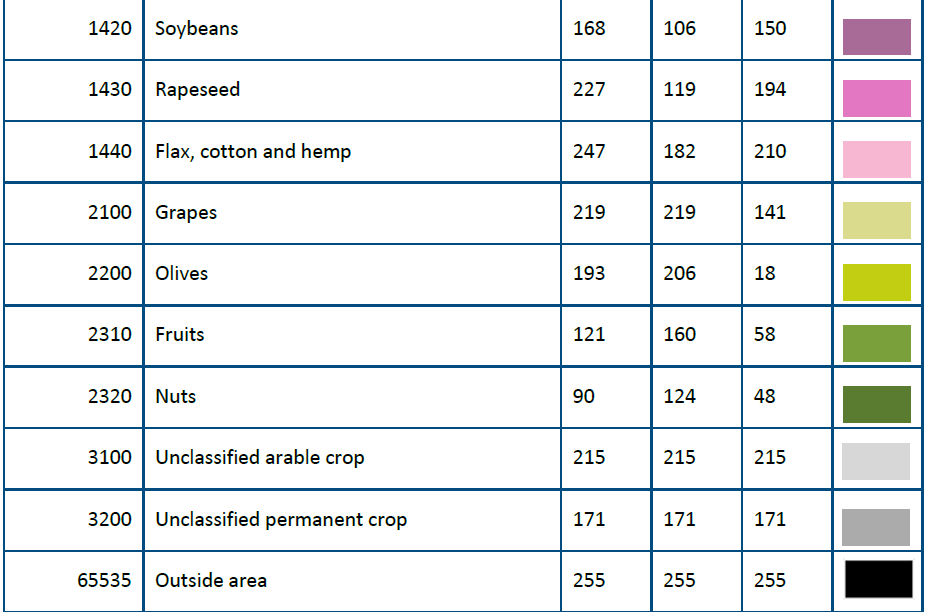 1420 Soybeans 168 106 150
1430 Rapeseed 227 119 194
1440 Flax, cotton and hemp 247 182 210
2100 Grapes 219 219 141
2200 Olives 193 206 18
2310 Fruits 121 160 58
2320 Nuts 90 124 48
3100 Unclassified arable crop 215 215 215
3200 Unclassified permanent crop 171 171 171
65535 Outside area 255 255 255